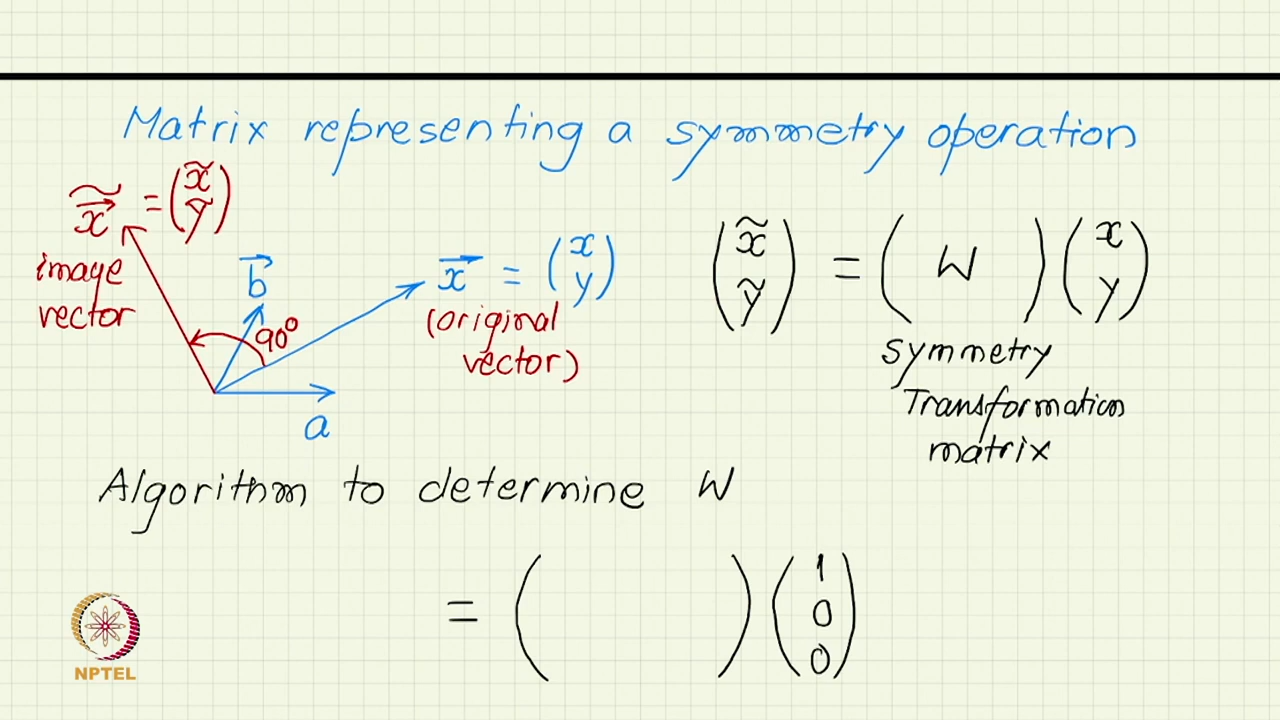 Matrix representing a symmetry operation
x̃⃗ = (x̃ ỹ)
image
vector
b⃗
90°
a
x⃗ = (x y)
(original
vector)
(x̃ ỹ) = ( W ) (x y)
symmetry
Transformation
matrix
Algorithm to determine W
= ( ) (1 0 0)
NPTEL